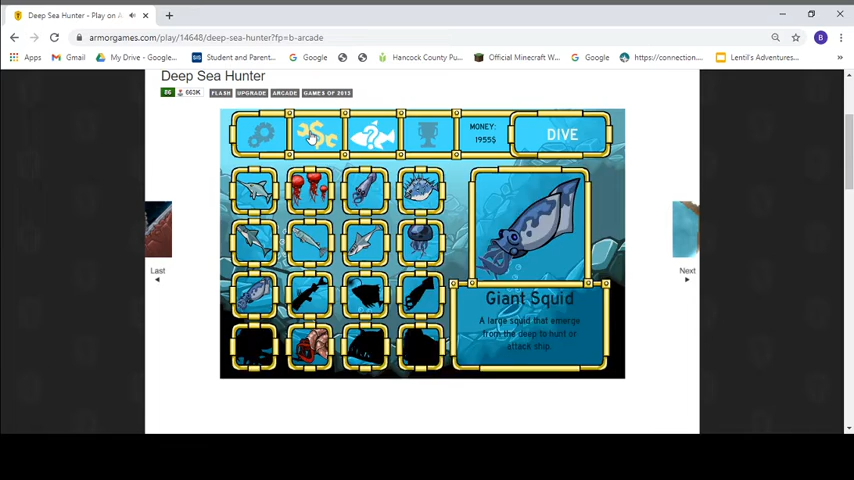 Deep Sea Hunter - Play on A
armorgames.com/play/14648/deep-sea-hunter?fp=b-arcade
B
Apps
Gmail
My Drive - Google...
Student and Parent...
Google
Hancock County Pu...
Official Minecraft W...
Google
https://connection....
Lentil's Adventures...
Deep Sea Hunter
86
663K
FLASH
UPGRADE
ARCADE
GAMES OF 2013
MONEY:
1955$
DIVE
Last
Next
Giant Squid
A large squid that emerge
from the deep to hunt or
attack ship.